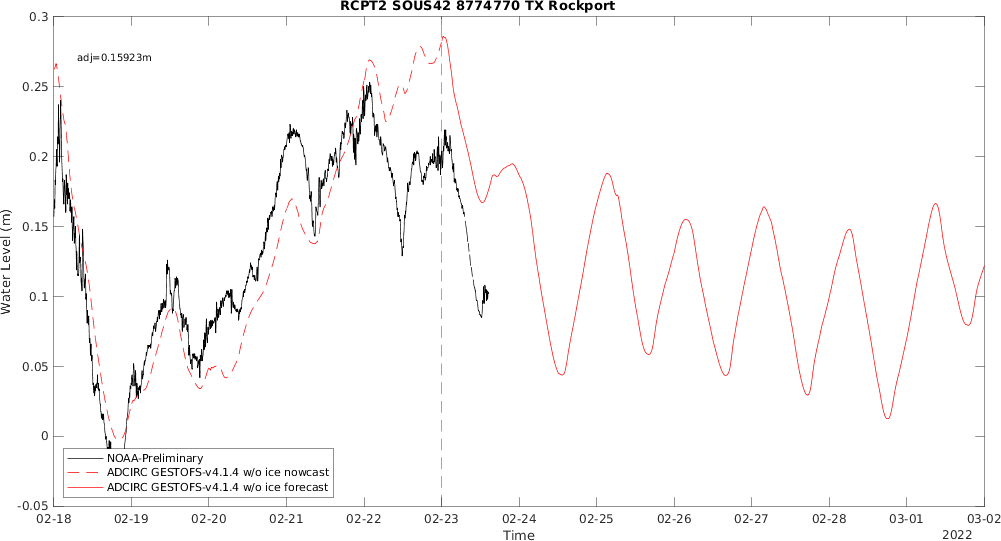 RCPT2 SOUS42 8774770 TX Rockport
adj=0.15923m
0.3
0.25
0.2
0.15
0.1
0.05
0
-0.05
Water Level (m)
NOAA-Preliminary
ADCIRC GESTOFS-v4.1.4 w/o ice nowcast
ADCIRC GESTOFS-v4.1.4 w/o ice forecast
02-18 02-19 02-20 02-21 02-22 02-23 02-24 02-25 02-26 02-27 02-28 03-01 03-02
Time
2022